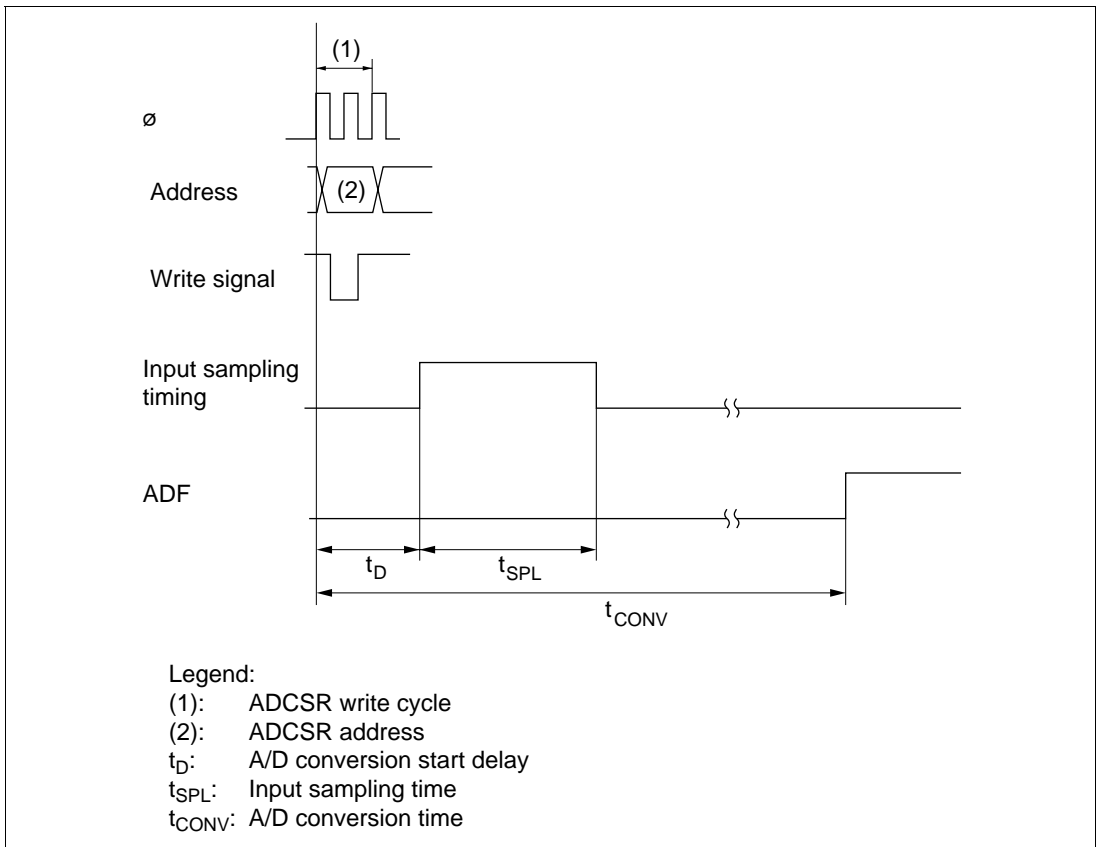 (1)
ø
Address
(2)
Write signal
Input sampling
timing
ADF
tD
tSPL
tCONV
Legend:
(1): ADCSR write cycle
(2): ADCSR address
tD: A/D conversion start delay
tSPL: Input sampling time
tCONV: A/D conversion time